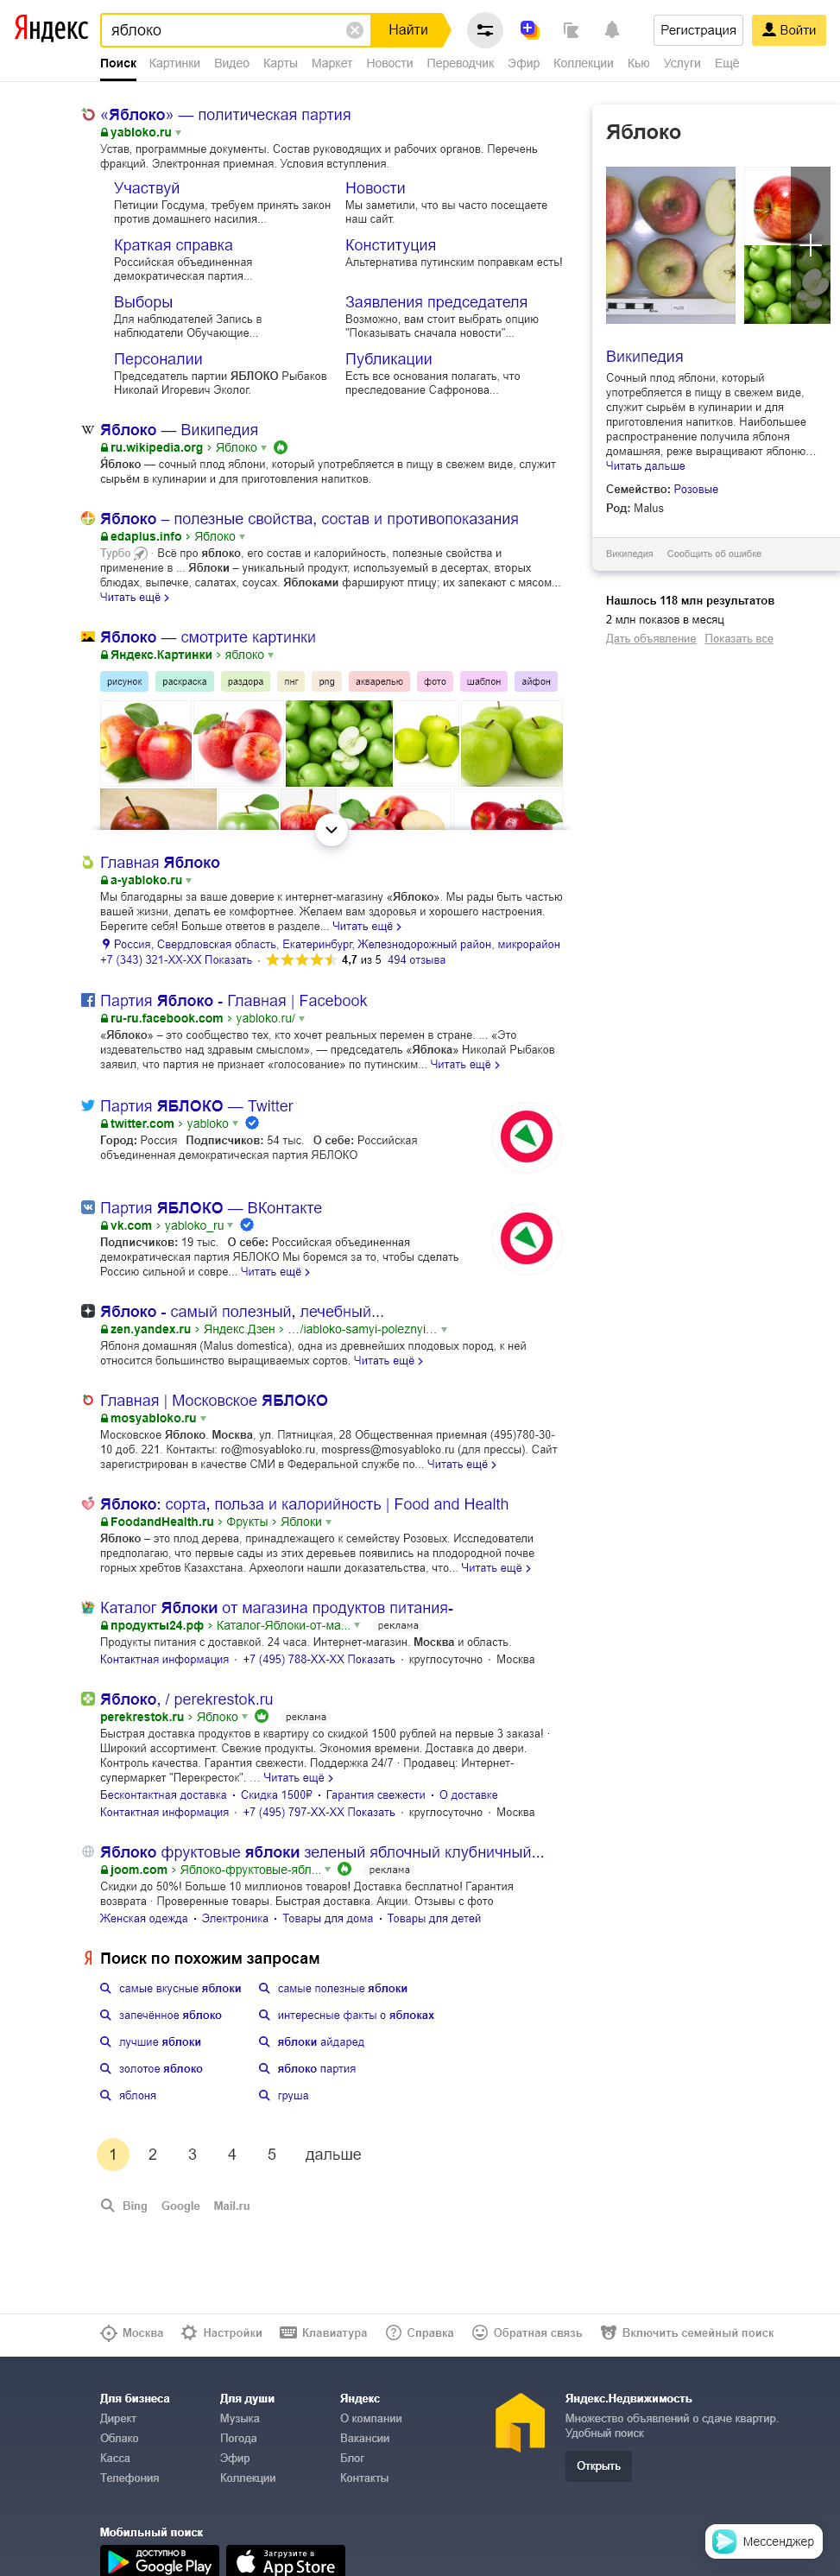 Яндекс
яблоко
Найти
Регистрация
Войти
Поиск Картинки Видео Карты Маркет Новости Переводчик Эфир Коллекции Кью Услуги Ещё
«Яблоко» — политическая партия
yabloko.ru
Устав, программные документы. Состав руководящих и рабочих органов. Перечень
фракций. Электронная приемная. Условия вступления.
Участвуй
Петиции Госдума, требуем принять закон
против домашнего насилия...
Новости
Мы заметили, что вы часто посещаете
наш сайт.
Краткая справка
Российская объединенная
демократическая партия...
Конституция
Альтернатива путинским поправкам есть!
Выборы
Для наблюдателей Запись в
наблюдатели Обучающие...
Заявления председателя
Возможно, вам стоит выбрать опцию
"Показывать сначала новости"...
Персоналии
Председатель партии ЯБЛОКО Рыбаков
Николай Игоревич Эколог.
Публикации
Есть все основания полагать, что
преследование Сафронова...
Яблоко — Википедия
ru.wikipedia.org › Яблоко
Я́блоко — сочный плод яблони, который употребляется в пищу в свежем виде, служит
сырьём в кулинарии и для приготовления напитков.
Яблоко – полезные свойства, состав и противопоказания
edaplus.info › Яблоко
Турбо · Всё про яблоко, его состав и калорийность, полезные свойства и
применение в ... Яблоки – уникальный продукт, используемый в десертах, вторых
блюдах, выпечке, салатах, соусах. Яблоками фаршируют птицу; их запекают с мясом...
Читать ещё ›
Яблоко — смотрите картинки
Яндекс.Картинки › яблоко
рисунок раскраска раздора пнг png акварелью фото шаблон айфон
Главная Яблоко
a-yabloko.ru
Мы благодарны за ваше доверие к интернет-магазину «Яблоко». Мы рады быть частью
вашей жизни, делать ее комфортнее. Желаем вам здоровья и хорошего настроения.
Берегите себя! Больше ответов в разделе... Читать ещё ›
Россия, Свердловская область, Екатеринбург, Железнодорожный район, микрорайон
+7 (343) 321-XX-XX Показать · 4,7 из 5 494 отзыва
Партия Яблоко - Главная | Facebook
ru-ru.facebook.com › yabloko.ru/
«Яблоко» – это сообщество тех, кто хочет реальных перемен в стране. ... «Это
издевательство над здравым смыслом», — председатель «Яблока» Николай Рыбаков
заявил, что партия не признает «голосование» по путинским... Читать ещё ›
Партия ЯБЛОКО — Twitter
twitter.com › yabloko
Город: Россия Подписчиков: 54 тыс. О себе: Российская
объединенная демократическая партия ЯБЛОКО
Партия ЯБЛОКО — ВКонтакте
vk.com › yabloko_ru
Подписчиков: 19 тыс. О себе: Российская объединенная
демократическая партия ЯБЛОКО Мы боремся за то, чтобы сделать
Россию сильной и совре... Читать ещё ›
Яблоко - самый полезный, лечебный...
zen.yandex.ru › Яндекс.Дзен › …/iabloko-samyi-poleznyi…
Яблоня домашняя (Malus domestica), одна из древнейших плодовых пород, к ней
относится большинство выращиваемых сортов. Читать ещё ›
Главная | Московское ЯБЛОКО
mosyabloko.ru
Московское Яблоко. Москва, ул. Пятницкая, 28 Общественная приемная (495)780-30-
10 доб. 221. Контакты: ro@mosyabloko.ru, mospress@mosyabloko.ru (для прессы). Сайт
зарегистрирован в качестве СМИ в Федеральной службе по... Читать ещё ›
Яблоко: сорта, польза и калорийность | Food and Health
FoodandHealth.ru › Фрукты › Яблоки
Яблоко – это плод дерева, принадлежащего к семейству Розовых. Исследователи
предполагают, что первые сады из этих деревьев появились на плодородной почве
горных хребтов Казахстана. Археологи нашли доказательства, что... Читать ещё ›
Каталог Яблоки от магазина продуктов питания-
продукты24.рф › Каталог-Яблоки-от-ма... реклама
Продукты питания с доставкой. 24 часа. Интернет-магазин. Москва и область.
Контактная информация · +7 (495) 788-XX-XX Показать · круглосуточно · Москва
Яблоко, / perekrestok.ru
perekrestok.ru › Яблоко реклама
Быстрая доставка продуктов в квартиру со скидкой 1500 рублей на первые 3 заказа! ·
Широкий ассортимент. Свежие продукты. Экономия времени. Доставка до двери.
Контроль качества. Гарантия свежести. Поддержка 24/7 · Продавец: Интернет-
супермаркет "Перекресток". … Читать ещё ›
Бесконтактная доставка · Скидка 1500₽ · Гарантия свежести · О доставке
Контактная информация · +7 (495) 797-XX-XX Показать · круглосуточно · Москва
Яблоко фруктовые яблоки зеленый яблочный клубничный...
joom.com › Яблоко-фруктовые-ябл... реклама
Скидки до 50%! Больше 10 миллионов товаров! Доставка бесплатно! Гарантия
возврата · Проверенные товары. Быстрая доставка. Акции. Отзывы с фото
Женская одежда · Электроника · Товары для дома · Товары для детей
Поиск по похожим запросам
самые вкусные яблоки самые полезные яблоки
запечённое яблоко интересные факты о яблоках
лучшие яблоки яблоки айдаред
золотое яблоко яблоко партия
яблоня груша
1 2 3 4 5 дальше
Bing Google Mail.ru
Яблоко
Википедия
Сочный плод яблони, который
употребляется в пищу в свежем виде,
служит сырьём в кулинарии и для
приготовления напитков. Наибольшее
распространение получила яблоня
домашняя, реже выращивают яблоню…
Читать дальше
Семейство: Розовые
Род: Malus
Википедия Сообщить об ошибке
Нашлось 118 млн результатов
2 млн показов в месяц
Дать объявление Показать все
Москва Настройки Клавиатура Справка Обратная связь Включить семейный поиск
Для бизнеса
Директ
Облако
Касса
Телефония
Для души
Музыка
Погода
Эфир
Коллекции
Яндекс
О компании
Вакансии
Блог
Контакты
Яндекс.Недвижимость
Множество объявлений о сдаче квартир.
Удобный поиск
Открыть
Мобильный поиск
ДОСТУПНО В
Google Play
Загрузите в
App Store
Мессенджер